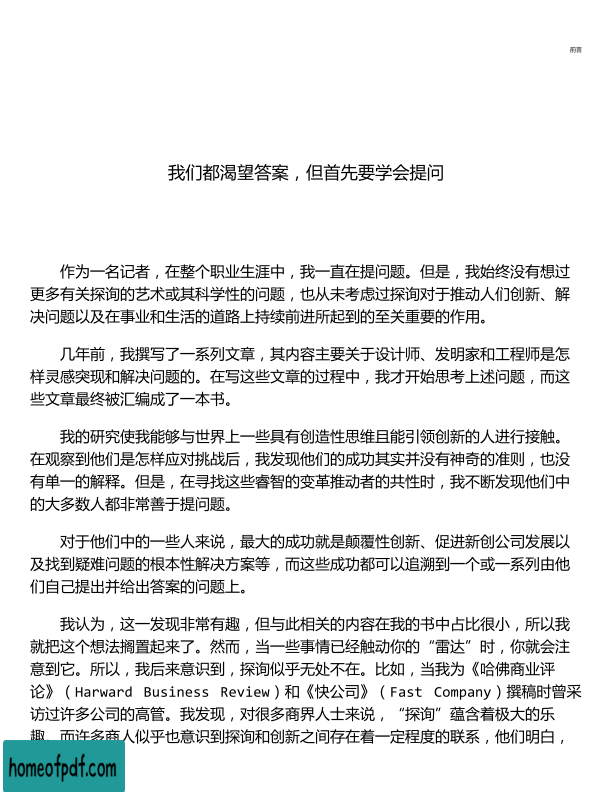 前言
我们都渴望答案，但首先要学会提问
作为一名记者，在整个职业生涯中，我一直在提问题。但是，我始终没有想过
更多有关探询的艺术或其科学性的问题，也从未考虑过探询对于推动人们创新、解
决问题以及在事业和生活的道路上持续前进所起到的至关重要的作用。
几年前，我撰写了一系列文章，其内容主要关于设计师、发明家和工程师是怎
样灵感突现和解决问题的。在写这些文章的过程中，我才开始思考上述问题，而这
些文章最终被汇编成了一本书。
我的研究使我能够与世界上一些具有创造性思维且能引领创新的人进行接触。
在观察到他们是怎样应对挑战后，我发现他们的成功其实并没有神奇的准则，也没
有单一的解释。但是，在寻找这些睿智的变革推动者的共性时，我不断发现他们中
的大多数人都非常善于提问题。
对于他们中的一些人来说，最大的成功就是颠覆性创新、促进新创公司发展以
及找到疑难问题的根本性解决方案等，而这些成功都可以追溯到一个或一系列由他
们自己提出并给出答案的问题上。
我认为，这一发现非常有趣，但与此相关的内容在我的书中占比很小，所以我
就把这个想法搁置起来了。然而，当一些事情已经触动你的“雷达”时，你就会注
意到它。所以，我后来意识到，探询似乎无处不在。比如，当我为《哈佛商业评
论》（Harward Business Review）和《快公司》（Fast Company）撰稿时曾采
访过许多公司的高管。我发现，对很多商界人士来说，“探询”蕴含着极大的乐
趣。而许多商人似乎也意识到探询和创新之间存在着一定程度的联系，他们明白，
homeofpdf.com